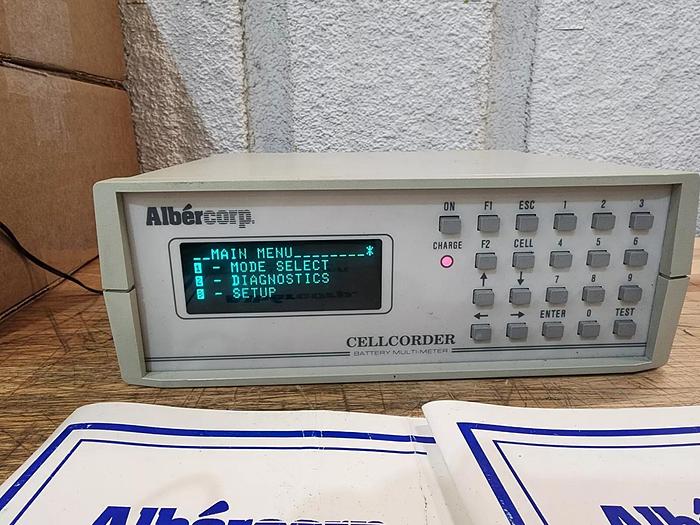 Albércorp.
__MAIN MENU________*
1 - MODE SELECT
2 - DIAGNOSTICS
3 - SETUP
ON F1 ESC 1 2 3
CHARGE F2 CELL 4 5 6
↑ ↓ 7 8 9
← → ENTER 0 TEST
CELLCORDER
BATTERY MULTI-METER
Albércorp
Albér